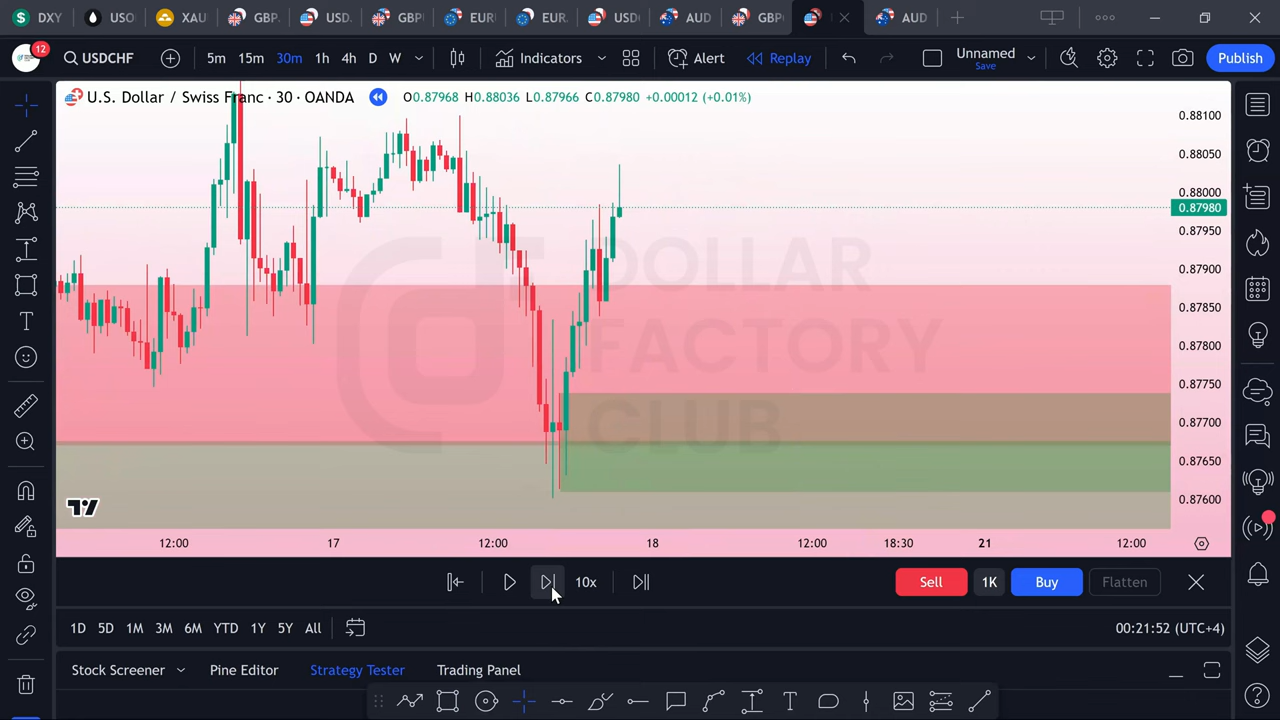 DXY
USO
XAU
GBP.
USD.
GBP
EUR
EUR.
USD
AUD
GBP
AUD
12
USDCHF
5m
15m
30m
1h
4h
D
W
Indicators
Alert
Replay
Unnamed
Save
Publish
U.S. Dollar / Swiss Franc · 30 · OANDA
O0.87968 H0.88036 L0.87966 C0.87980 +0.00012 (+0.01%)
0.88100
0.88050
0.88000
0.87980
0.87950
0.87900
0.87850
0.87800
0.87750
0.87700
0.87650
0.87600
DOLLAR
FACTORY
CLUB
12:00
17
12:00
18
12:00
18:30
21
12:00
10x
Sell
1K
Buy
Flatten
1D
5D
1M
3M
6M
YTD
1Y
5Y
All
00:21:52 (UTC+4)
Stock Screener
Pine Editor
Strategy Tester
Trading Panel